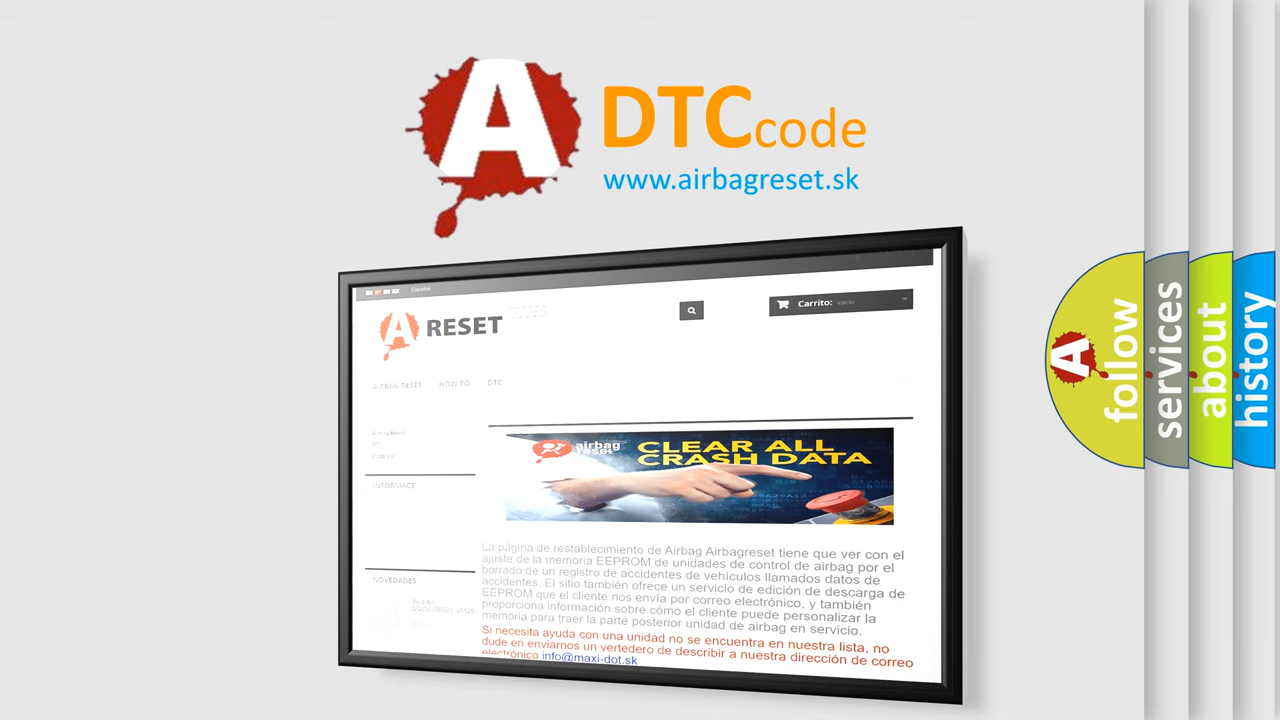 A
DTCcode
www.airbagreset.sk
Español
A RESET
Carrito: vacío
AIRBAG RESET HOW TO DTC
Airbag Reset
DTC
INFORMACE
airbag
reset
CLEAR ALL
CRASH DATA
La página de restablecimiento de Airbag Airbagreset tiene que ver con el
ajuste de la memoria EEPROM de unidades de control de airbag por el
borrado de un registro de accidentes de vehículos llamados datos de
accidentes. El sitio también ofrece un servicio de edición de descarga de
EEPROM que el cliente nos envía por correo electrónico, y también
proporciona información sobre cómo el cliente puede personalizar la
memoria para traer la parte posterior unidad de airbag en servicio.
Si necesita ayuda con una unidad no se encuentra en nuestra lista, no
dude en enviarnos un vertedero de describir a nuestra dirección de correo
electrónico info@maxi-dot.sk
NOVEDADES
A
follow
services
about
history